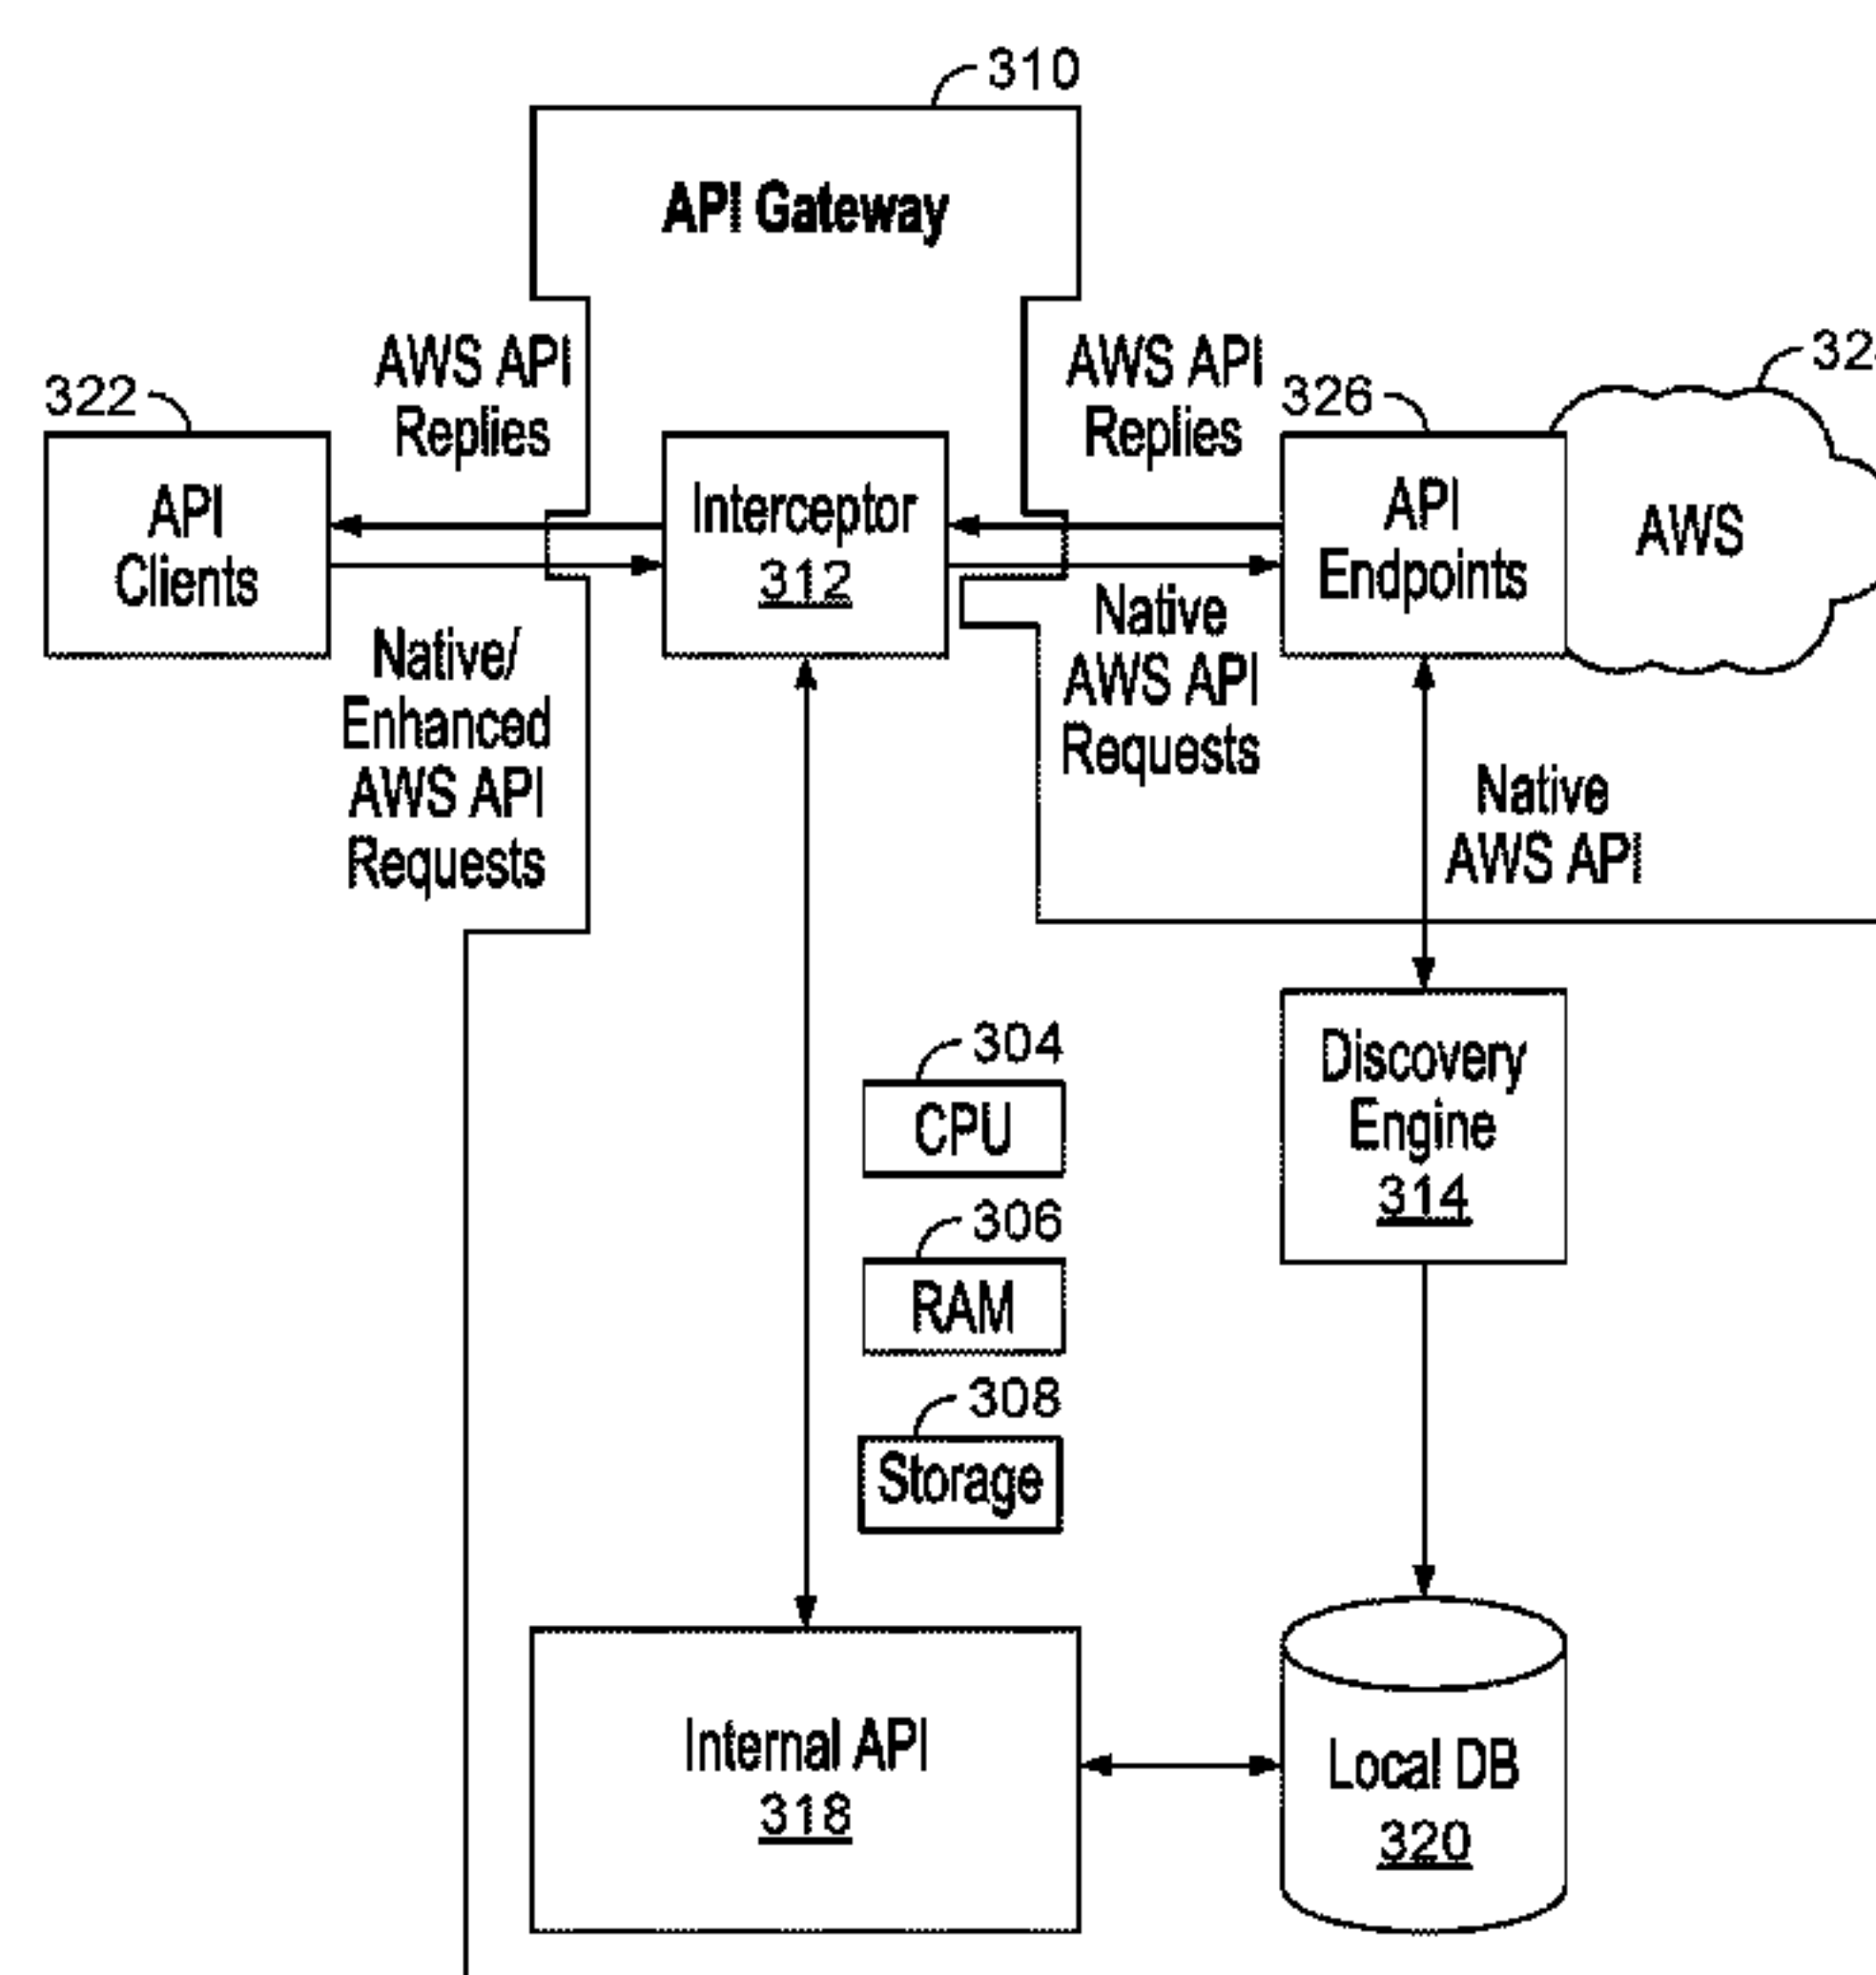 310
API Gateway
AWS API
Replies
AWS API
Replies
322
326
API
Clients
Interceptor
312
API
Endpoints
AWS
Native/
Enhanced
AWS API
Requests
Native
AWS API
Requests
Native
AWS API
304
CPU
306
RAM
308
Storage
Discovery
Engine
314
Internal API
318
Local DB
320